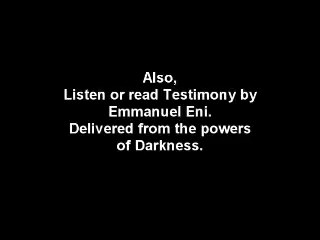 Also,
Listen or read Testimony by
Emmanuel Eni.
Delivered from the powers
of Darkness.